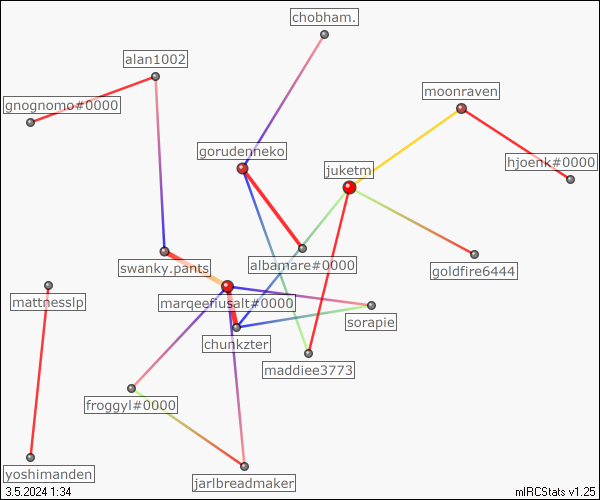 chobham.
alan1002
moonraven
gnognomo#0000
gorudenneko
hjoenk#0000
juketm
swanky.pants
albamare#0000
goldfire6444
mattnesslp
marqeefiusalt#0000
sorapie
chunkzter
maddiee3773
froggyl#0000
yoshimanden
jarlbreadmaker
3.5.2024 1:34
mIRCStats v1.25